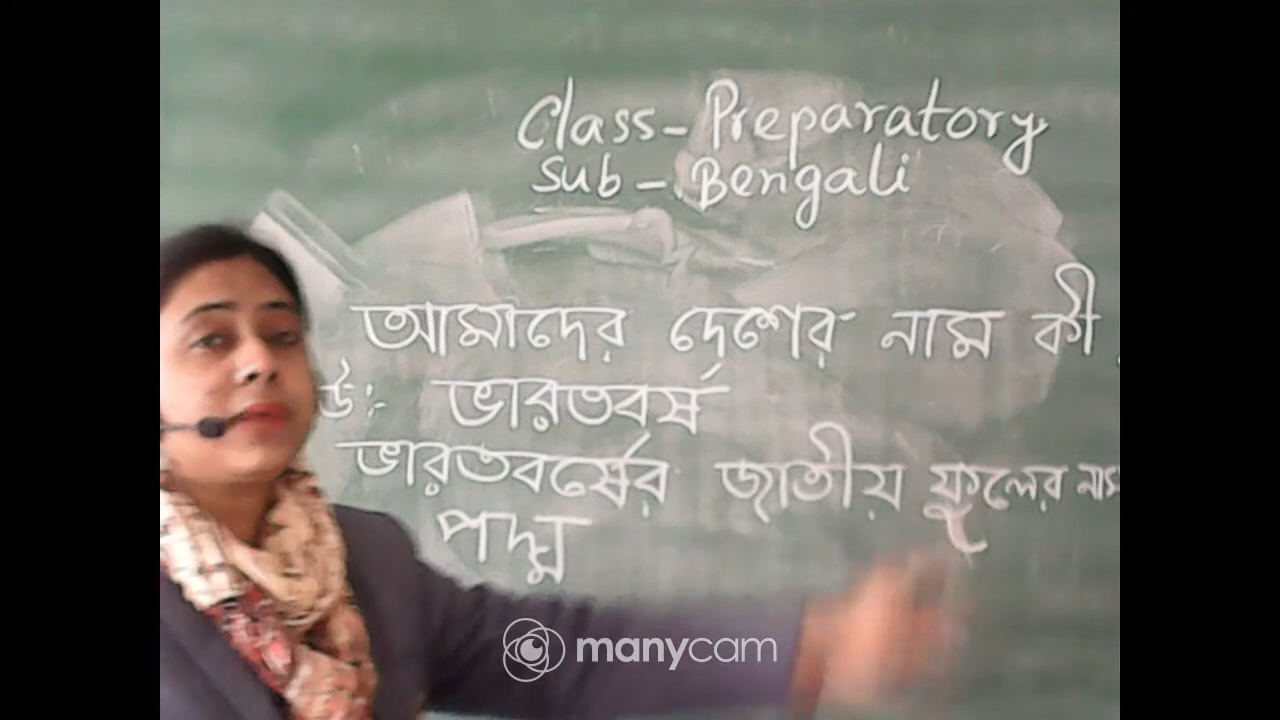 Class- Preparatory
Sub- Bengali
আমাদের দেশের নাম কী
উঃ- ভারতবর্ষ
ভারতবর্ষের জাতীয় ফুলের নাম
পদ্ম
manycam